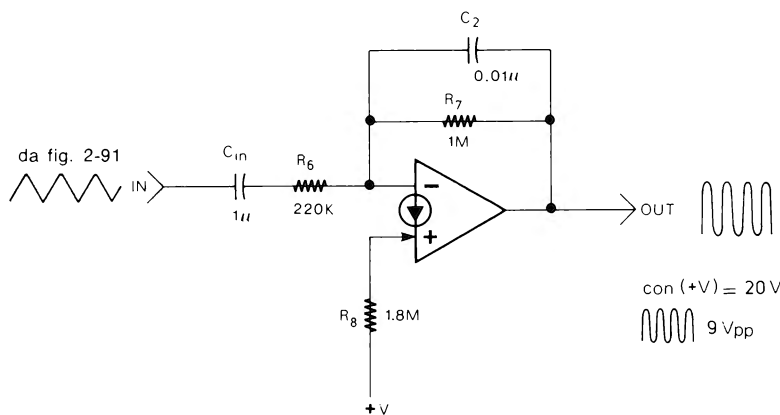 C2
0.01u
R7
1M
da fig. 2-91
IN
Cin
1u
R6
220K
−
+
OUT
con (+V) = 20 V
9 Vpp
R8
1.8M
+V